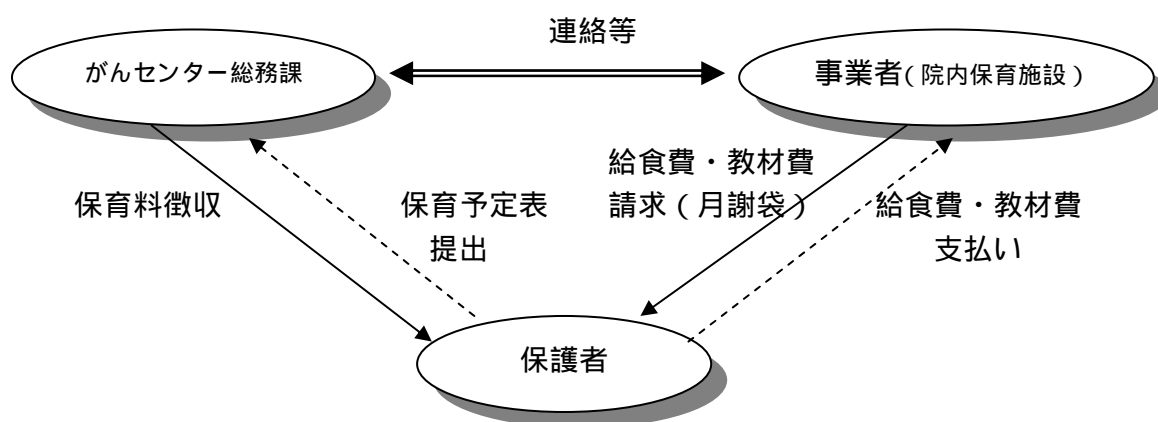 連絡等
がんセンター総務課
事業者(院内保育施設)
保育料徴収
保育予定表
提出
給食費・教材費
請求(月謝袋)
給食費・教材費
支払い
保護者